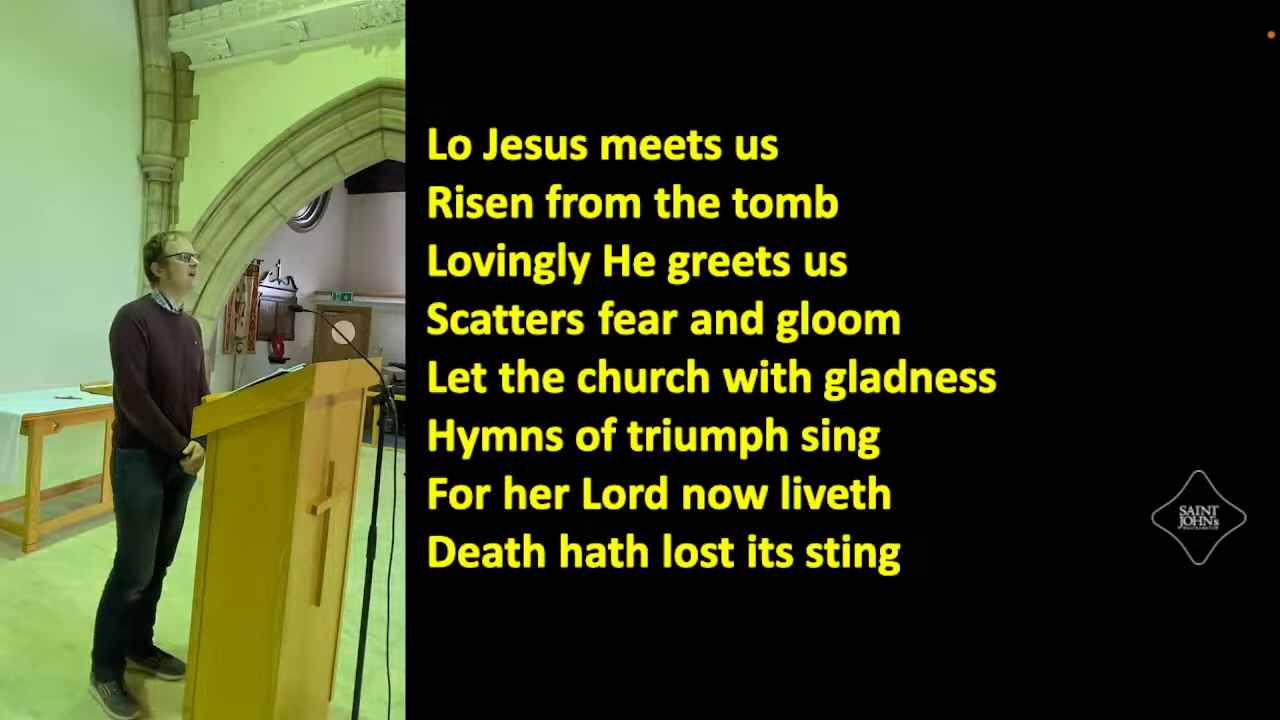 Lo Jesus meets us
Risen from the tomb
Lovingly He greets us
Scatters fear and gloom
Let the church with gladness
Hymns of triumph sing
For her Lord now liveth
Death hath lost its sting
SAINT
JOHN's